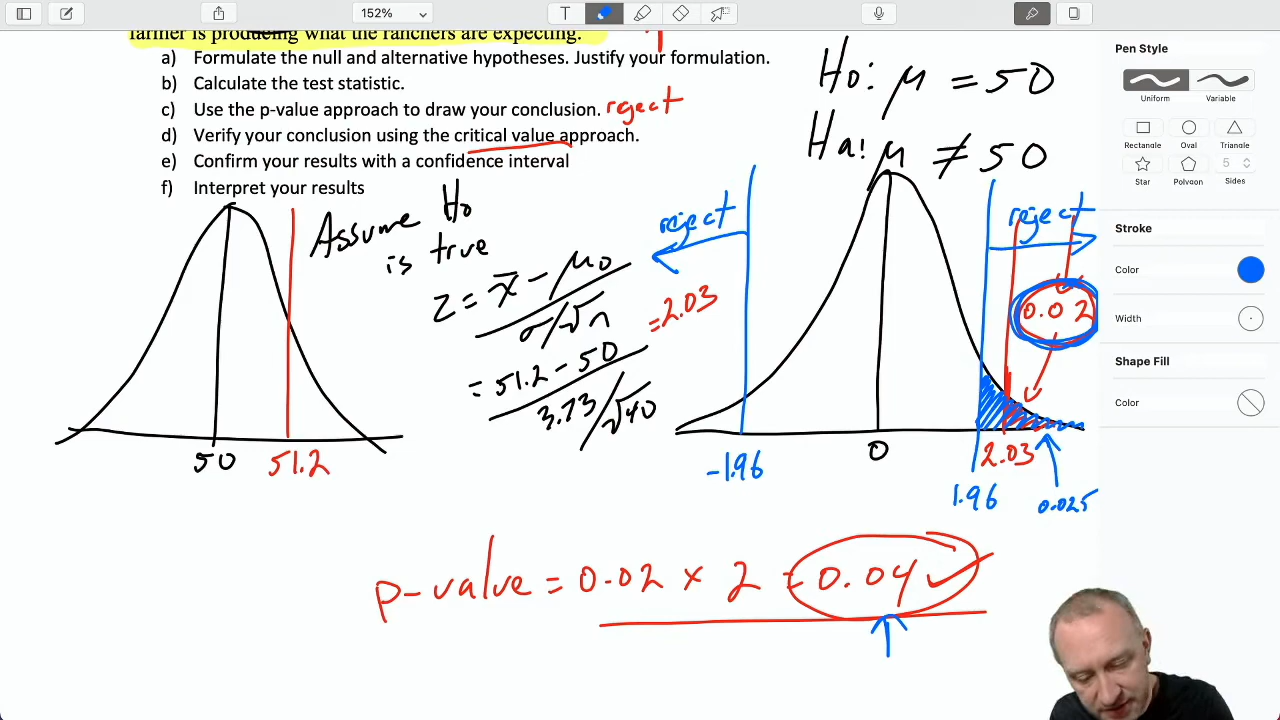 152%
T
farmer is producing what the ranchers are expecting.
a) Formulate the null and alternative hypotheses. Justify your formulation.
b) Calculate the test statistic.
c) Use the p-value approach to draw your conclusion. reject
d) Verify your conclusion using the critical value approach.
e) Confirm your results with a confidence interval
f) Interpret your results
Ho: μ = 50
Ha: μ ≠ 50
Assume Ho
is true
z = x̄ - μ0
σ/√n
= 2.03
= 51.2 - 50
3.73/√40
50
51.2
reject
reject
0.02
-1.96
0
2.03
1.96
0.025
p-value = 0.02 × 2 = 0.04 ✓
Pen Style
Uniform
Variable
Rectangle
Oval
Triangle
Star
Polygon
5
Sides
Stroke
Color
Width
Shape Fill
Color